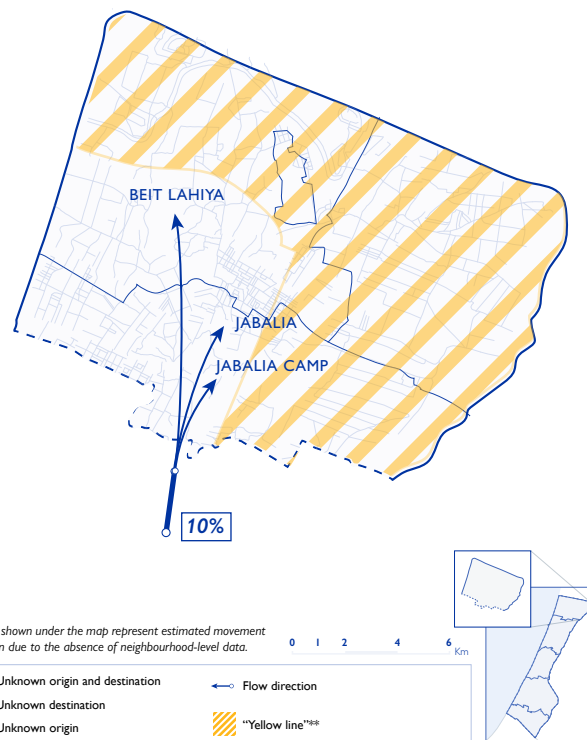 BEIT LAHIYA
JABALIA
JABALIA CAMP
10%
shown under the map represent estimated movement
due to the absence of neighbourhood-level data.
0 1 2 4 6 Km
Unknown origin and destination
Unknown destination
Unknown origin
Flow direction
“Yellow line”**